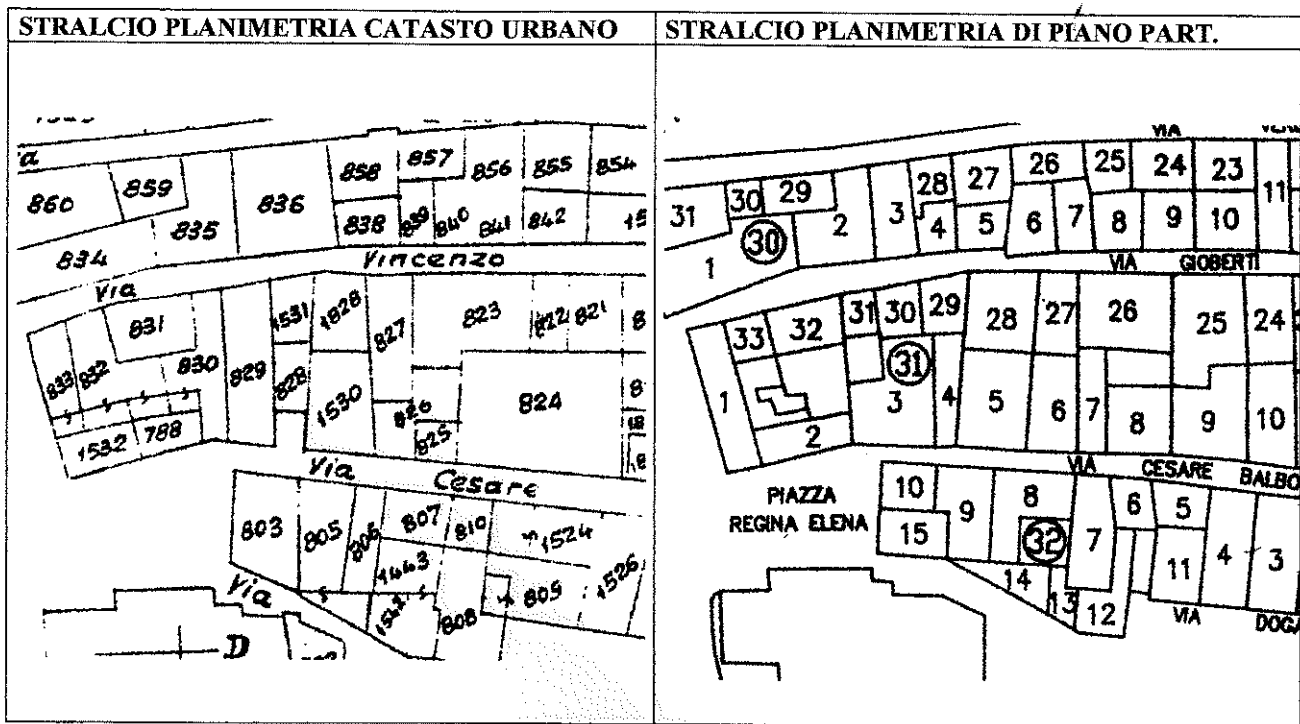 STRALCIO PLANIMETRIA CATASTO URBANO
859 858 857 856 855 854
860 835 836 838 839 840 841 842
834 Vincenzo
Via
831 1531 1828 827 823 822 821
833 832 830 829 828 1530 826 825 824
1532 788
Via Cesare
803 805 806 807 810 1524
1443 1542 808 809 1526
Via
D
STRALCIO PLANIMETRIA DI PIANO PART.
VIA
31 30 29 28 27 26 25 24 23 11
1 30 2 3 4 5 6 7 8 9 10
VIA GIOBERTI
33 32 31 30 29 28 27 26 25 24
1 2 31 3 4 5 6 7 8 9 10
VIA CESARE BALBO
PIAZZA
REGINA ELENA
10 9 8 7 6 5 4 3
15 32 14 13 12 11
VIA